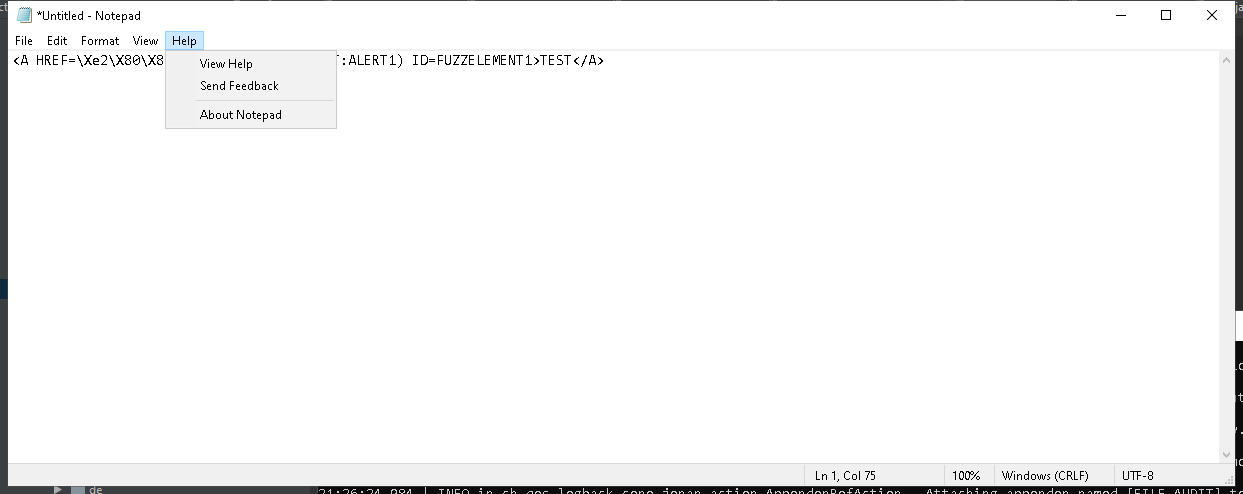 *Untitled - Notepad
File Edit Format View Help
<A HREF=\Xe2\X80\X8 T:ALERT1) ID=FUZZELEMENT1>TEST</A>
View Help
Send Feedback
About Notepad
Ln 1, Col 75 100% Windows (CRLF) UTF-8
de
21:26:24,984 | INFO in ch.qos.logback.core.joran.action.AppenderRefAction - Attaching appender named [FILE_AUDIT] t